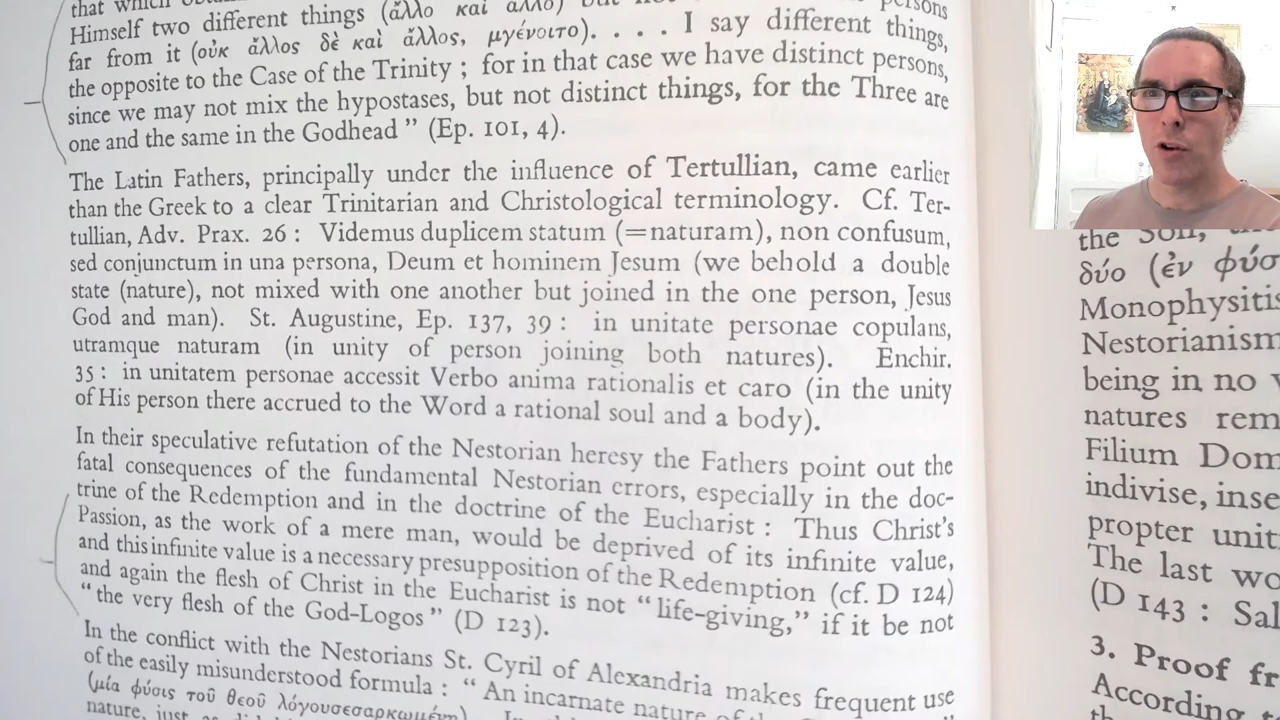 that which
persons
Himself two different things (ἄλλο καὶ ἄλλο) but
far from it (οὐκ ἄλλος δὲ καὶ ἄλλος, μγένοιτο). . . . I say different things,
the opposite to the Case of the Trinity ; for in that case we have distinct persons,
since we may not mix the hypostases, but not distinct things, for the Three are
one and the same in the Godhead ” (Ep. 101, 4).
The Latin Fathers, principally under the influence of Tertullian, came earlier
than the Greek to a clear Trinitarian and Christological terminology. Cf. Ter-
tullian, Adv. Prax. 26 : Videmus duplicem statum (=naturam), non confusum,
sed conjunctum in una persona, Deum et hominem Jesum (we behold a double
state (nature), not mixed with one another but joined in the one person, Jesus
God and man). St. Augustine, Ep. 137, 39 : in unitate personae copulans,
utramque naturam (in unity of person joining both natures). Enchir.
35 : in unitatem personae accessit Verbo anima rationalis et caro (in the unity
of His person there accrued to the Word a rational soul and a body).
In their speculative refutation of the Nestorian heresy the Fathers point out the
fatal consequences of the fundamental Nestorian errors, especially in the doc-
trine of the Redemption and in the doctrine of the Eucharist : Thus Christ's
Passion, as the work of a mere man, would be deprived of its infinite value,
and this infinite value is a necessary presupposition of the Redemption (cf. D 124)
and again the flesh of Christ in the Eucharist is not “ life-giving,” if it be not
“ the very flesh of the God-Logos ” (D 123).
In the conflict with the Nestorians St. Cyril of Alexandria makes frequent use
of the easily misunderstood formula : “ An incarnate nature of the
(μία φύσις τοῦ θεοῦ λόγουσεσαρκωμένη)
nature, just as
the Son,
δύο (ἐν
Monophysitis
Nestorianism
being in no
natures rem
Filium Dom
indivise, inse
propter unit
The last wo
(D 143 : Sal
3. Proof fr
According